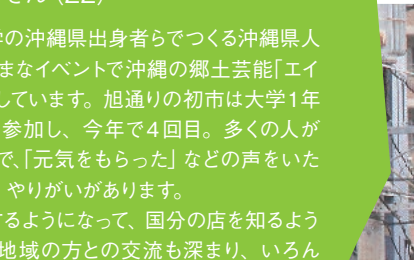 さん (22)
学の沖縄県出身者らでつくる沖縄県人
まなイベントで沖縄の郷土芸能「エイ
しています。旭通りの初市は大学1年
参加し、今年で4回目。多くの人が
で、「元気をもらった」などの声をいた
やりがいがあります。
するようになって、国分の店を知るよう
地域の方との交流も深まり、いろん